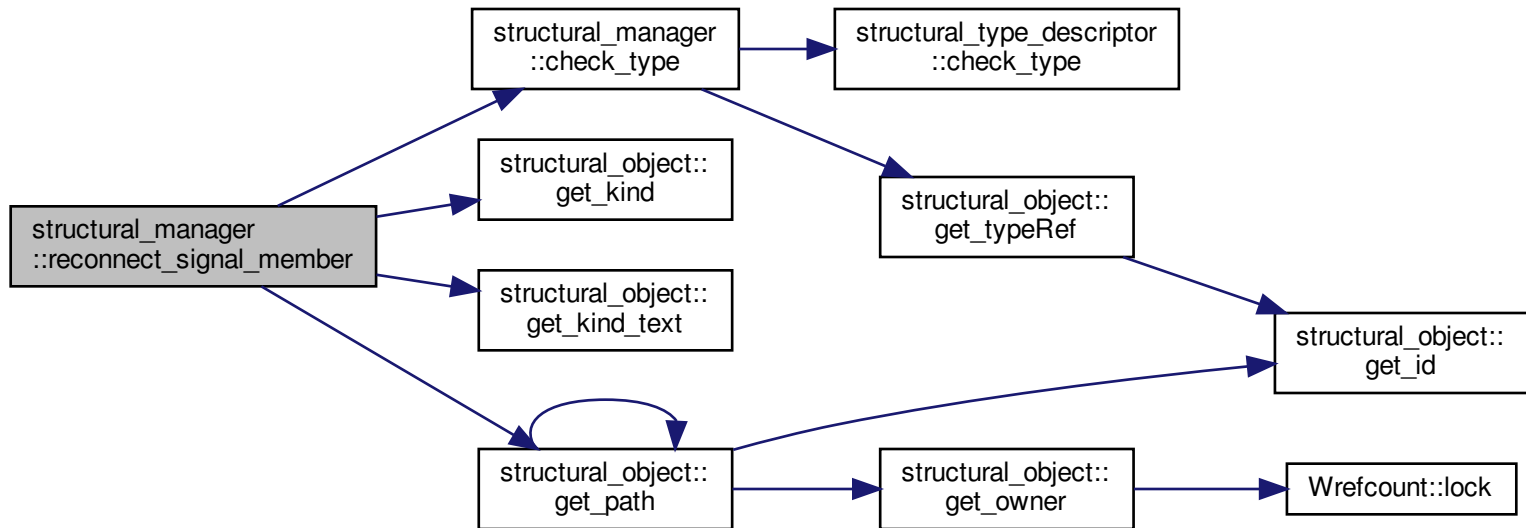 structural_manager
::reconnect_signal_member
structural_manager
::check_type
structural_object::
get_kind
structural_object::
get_kind_text
structural_object::
get_path
structural_type_descriptor
::check_type
structural_object::
get_typeRef
structural_object::
get_owner
structural_object::
get_id
Wrefcount::lock